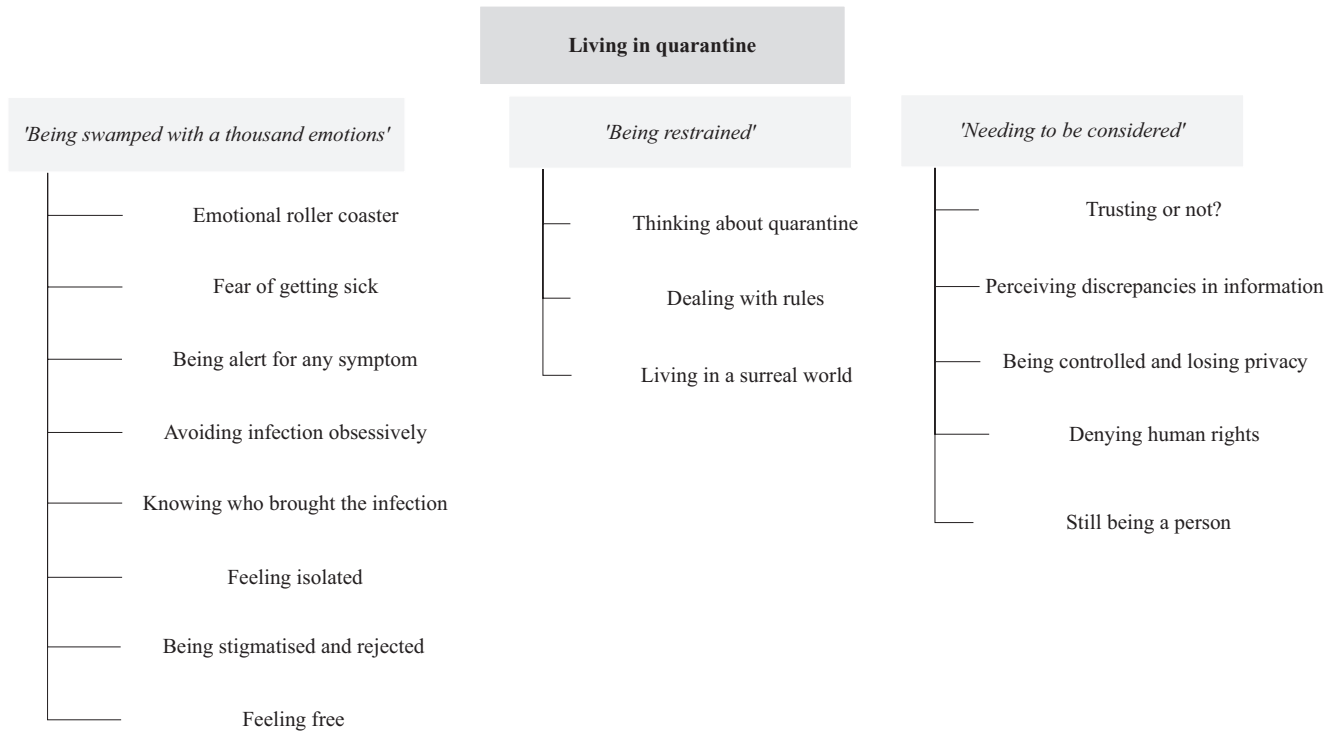 Living in quarantine
'Being swamped with a thousand emotions'
Emotional roller coaster
Fear of getting sick
Being alert for any symptom
Avoiding infection obsessively
Knowing who brought the infection
Feeling isolated
Being stigmatised and rejected
Feeling free
'Being restrained'
Thinking about quarantine
Dealing with rules
Living in a surreal world
'Needing to be considered'
Trusting or not?
Perceiving discrepancies in information
Being controlled and losing privacy
Denying human rights
Still being a person